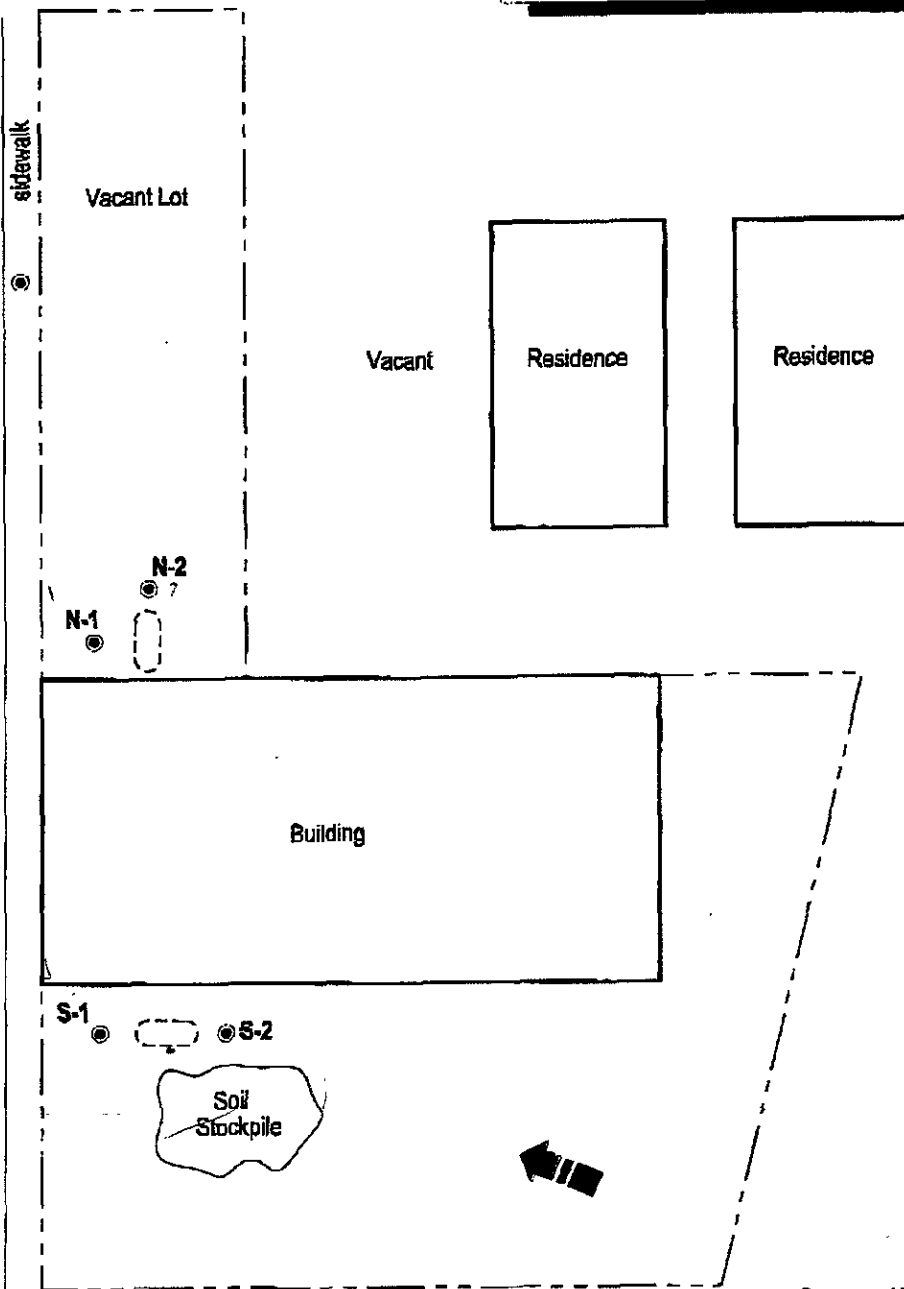 sidewalk
Vacant Lot
Vacant
Residence
Residence
N-2
?
N-1
Building
S-1
S-2
Soil
Stockpile